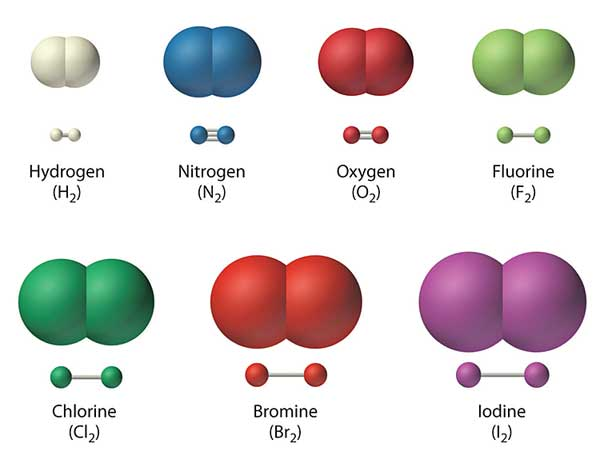 Hydrogen
(H₂)
Nitrogen
(N₂)
Oxygen
(O₂)
Fluorine
(F₂)
Chlorine
(Cl₂)
Bromine
(Br₂)
Iodine
(I₂)